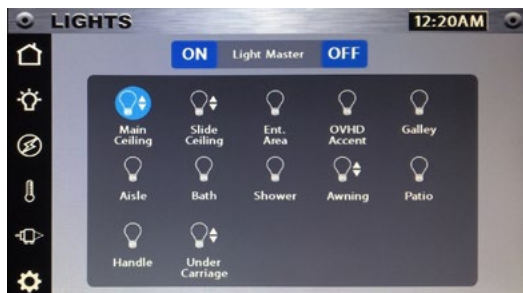 LIGHTS 12:20AM
ON Light Master OFF
Main Ceiling
Slide Ceiling
Ent. Area
OVHD Accent
Galley
Aisle
Bath
Shower
Awning
Patio
Handle
Under Carriage